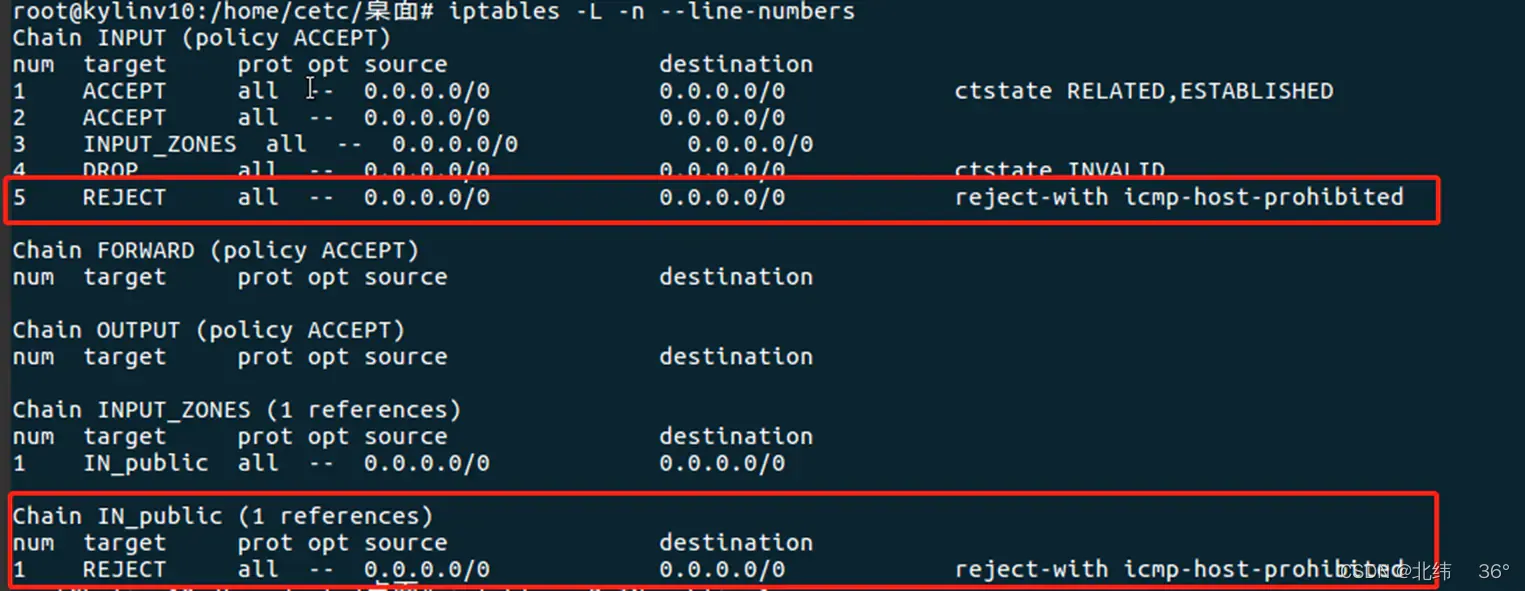 root@kylinv10:/home/cetc/桌面# iptables -L -n --line-numbers
Chain INPUT (policy ACCEPT)
num  target     prot opt source               destination
1    ACCEPT     all  --  0.0.0.0/0            0.0.0.0/0            ctstate RELATED,ESTABLISHED
2    ACCEPT     all  --  0.0.0.0/0            0.0.0.0/0
3    INPUT_ZONES  all  --  0.0.0.0/0            0.0.0.0/0
4    DROP       all  --  0.0.0.0/0            0.0.0.0/0            ctstate INVALID
5    REJECT     all  --  0.0.0.0/0            0.0.0.0/0            reject-with icmp-host-prohibited
Chain FORWARD (policy ACCEPT)
num  target     prot opt source               destination
Chain OUTPUT (policy ACCEPT)
num  target     prot opt source               destination
Chain INPUT_ZONES (1 references)
num  target     prot opt source               destination
1    IN_public  all  --  0.0.0.0/0            0.0.0.0/0
Chain IN_public (1 references)
num  target     prot opt source               destination
1    REJECT     all  --  0.0.0.0/0            0.0.0.0/0            reject-with icmp-host-prohibited
CSDN @北纬 36°